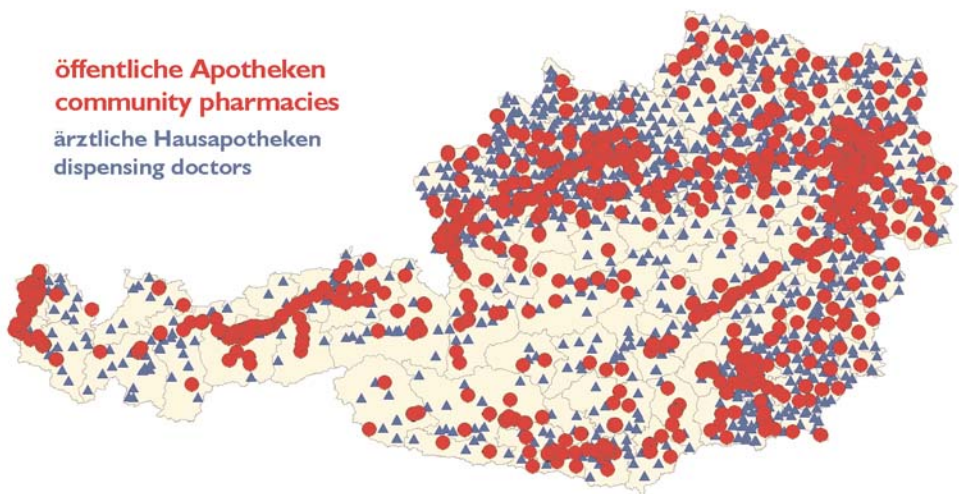 öffentliche Apotheken
community pharmacies
ärztliche Hausapotheken
dispensing doctors